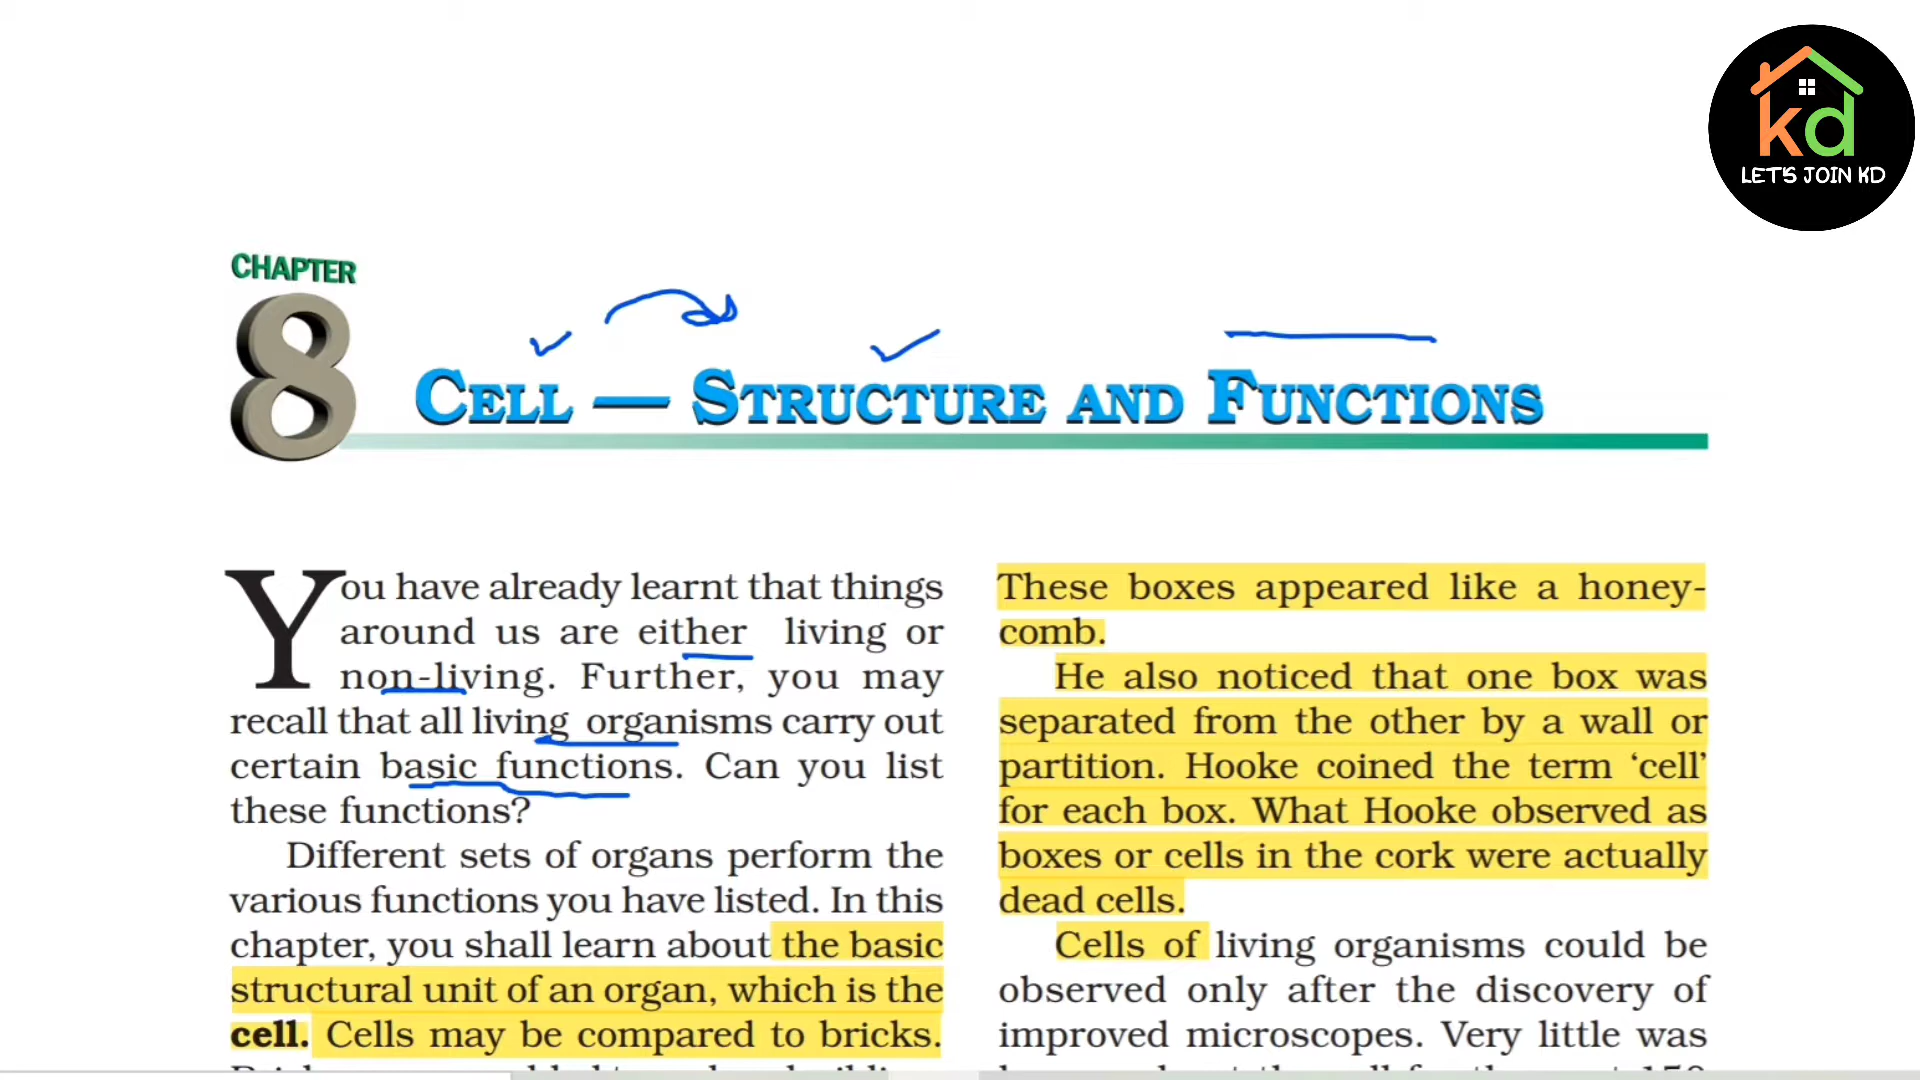 kd
LET'S JOIN KD
CHAPTER
8
CELL — STRUCTURE AND FUNCTIONS
You have already learnt that things
around us are either living or
non-living. Further, you may
recall that all living organisms carry out
certain basic functions. Can you list
these functions?
Different sets of organs perform the
various functions you have listed. In this
chapter, you shall learn about the basic
structural unit of an organ, which is the
cell. Cells may be compared to bricks.
These boxes appeared like a honey-
comb.
He also noticed that one box was
separated from the other by a wall or
partition. Hooke coined the term ‘cell’
for each box. What Hooke observed as
boxes or cells in the cork were actually
dead cells.
Cells of living organisms could be
observed only after the discovery of
improved microscopes. Very little was